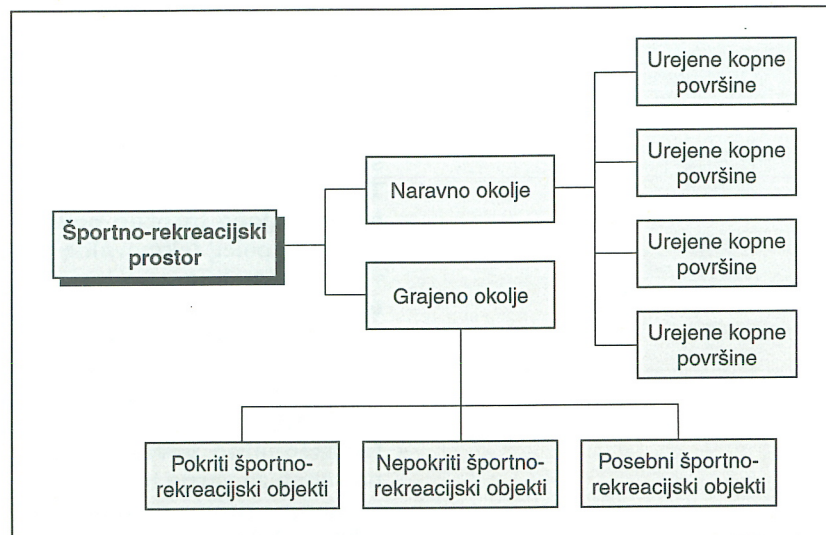 Urejene kopne
površine
Urejene kopne
površine
Naravno okolje
Športno-rekreacijski
prostor
Urejene kopne
površine
Grajeno okolje
Urejene kopne
površine
Pokriti športno-
rekreacijski objekti
Nepokriti športno-
rekreacijski objekti
Posebni športno-
rekreacijski objekti